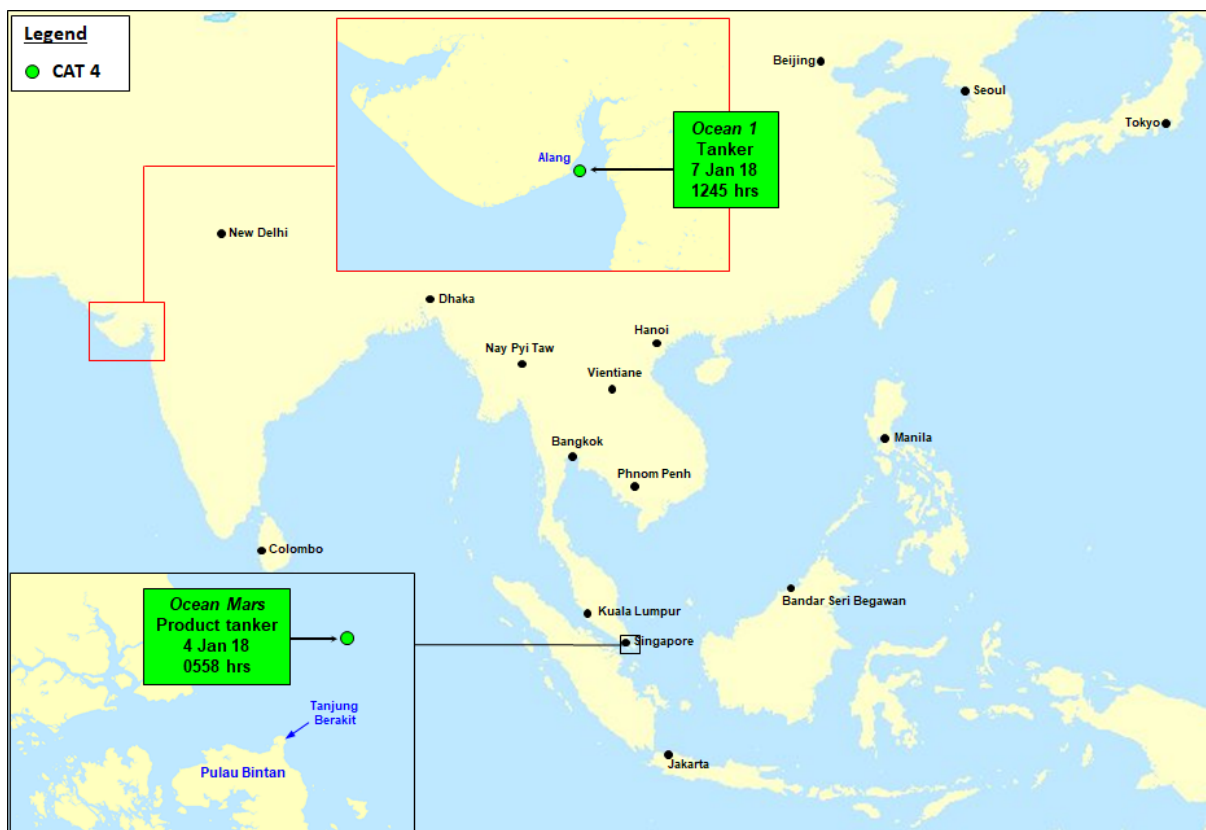 Legend
CAT 4
Beijing
Seoul
Tokyo
Ocean 1
Tanker
7 Jan 18
1245 hrs
Alang
New Delhi
Dhaka
Hanoi
Nay Pyi Taw
Vientiane
Manila
Bangkok
Phnom Penh
Colombo
Bandar Seri Begawan
Kuala Lumpur
Singapore
Ocean Mars
Product tanker
4 Jan 18
0558 hrs
Tanjung
Berakit
Pulau Bintan
Jakarta